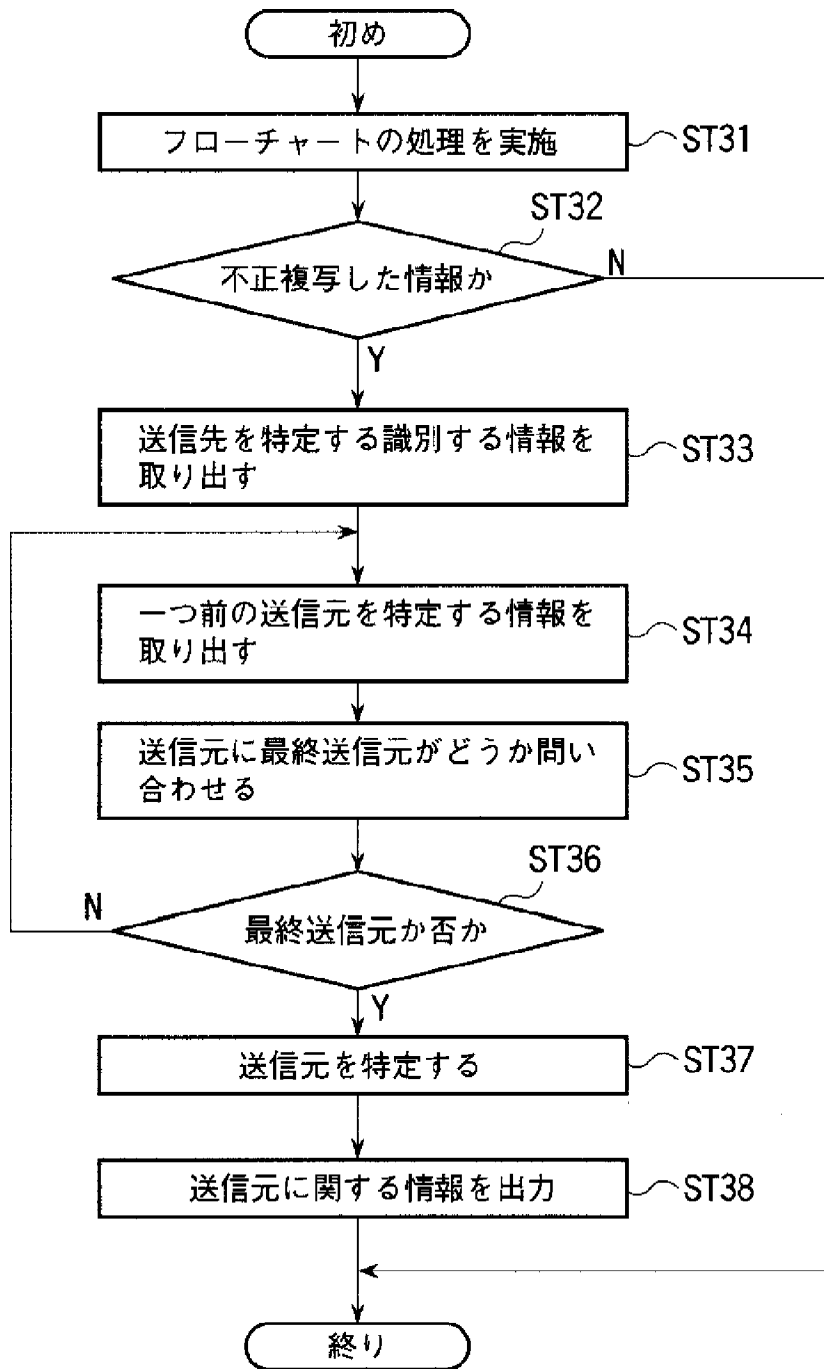 初め
フローチャートの処理を実施
ST31
ST32
不正複写した情報か
N
Y
送信先を特定する識別する情報を
取り出す
ST33
一つ前の送信元を特定する情報を
取り出す
ST34
送信元に最終送信元がどうか問い
合わせる
ST35
ST36
N
最終送信元か否か
Y
送信元を特定する
ST37
送信元に関する情報を出力
ST38
終り